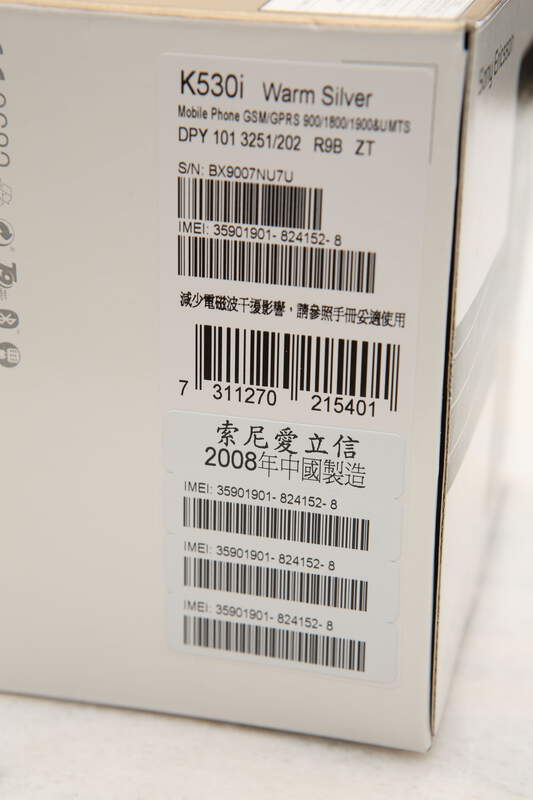 K530i Warm Silver
Mobile Phone GSM/GPRS 900/1800/1900&UMTS
DPY 101 3251/202 R9B ZT
S/N: BX9007NU7U
IMEI: 35901901- 824152- 8
減少電磁波干擾影響，請參照手冊妥適使用
7 311270 215401
索尼愛立信
2008年中國製造
IMEI: 35901901- 824152- 8
IMEI: 35901901- 824152- 8
IMEI: 35901901- 824152- 8
Sony Ericsson